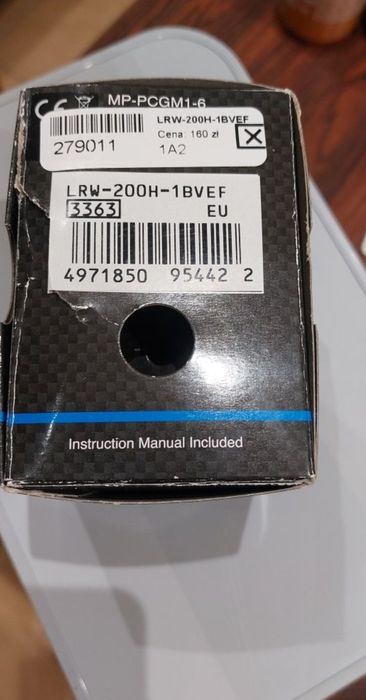 CE MP-PCGM1-6
LRW-200H-1BVEF
Cena: 160 zł
279011
1A2
LRW-200H-1BVEF
3363 EU
4971850 95442 2
Instruction Manual Included